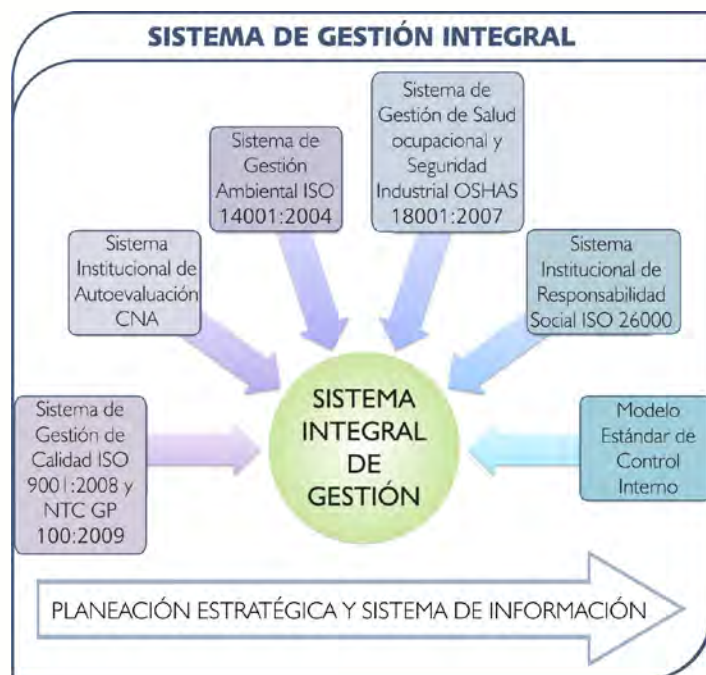 SISTEMA DE GESTIÓN INTEGRAL
Sistema de
Gestión de Salud
ocupacional y
Seguridad
Industrial OSHAS
18001:2007
Sistema de
Gestión
Ambiental ISO
14001:2004
Sistema
Institucional de
Autoevaluación
CNA
Sistema
Institucional de
Responsabilidad
Social ISO 26000
Sistema de
Gestión de
Calidad ISO
9001:2008 y
NTC GP
100:2009
SISTEMA
INTEGRAL
DE
GESTIÓN
Modelo
Estándar de
Control
Interno
PLANEACIÓN ESTRATÉGICA Y SISTEMA DE INFORMACIÓN